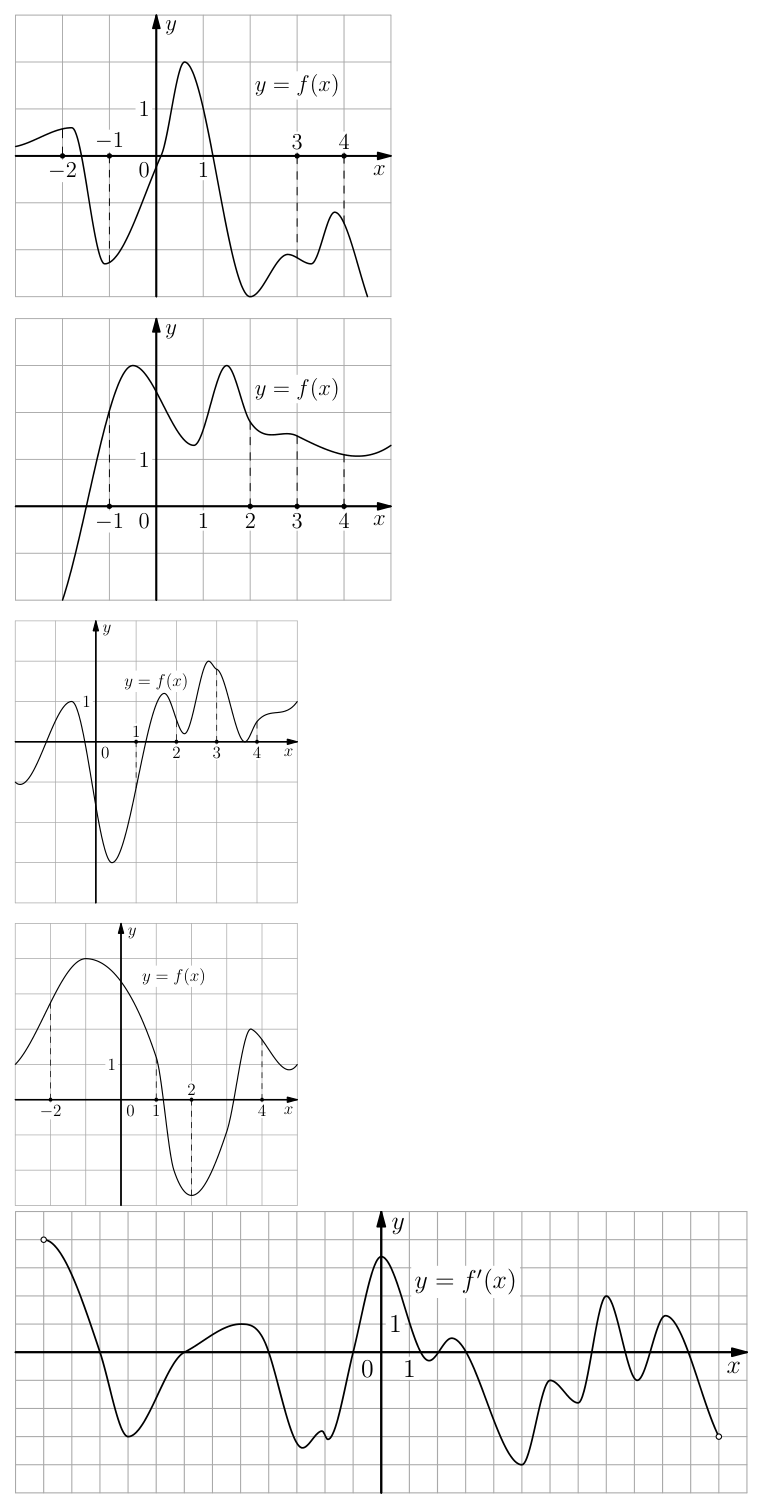 y
y = f(x)
1
−1 3 4
−2 0 1 x
y
y = f(x)
1
−1 0 1 2 3 4 x
y
y = f(x)
1
1
0 2 3 4 x
y
y = f(x)
1
2
−2 0 1 4 x
y
y = f′(x)
1
0 1 x